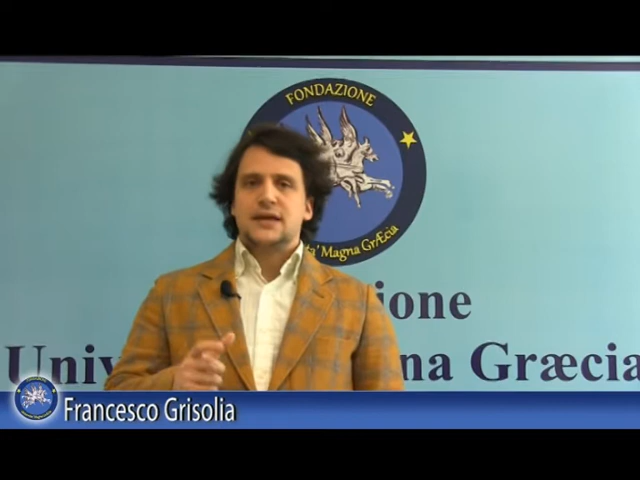 FONDAZIONE
Magna GrÆcia
ione
Univ na Græcia
Francesco Grisolia